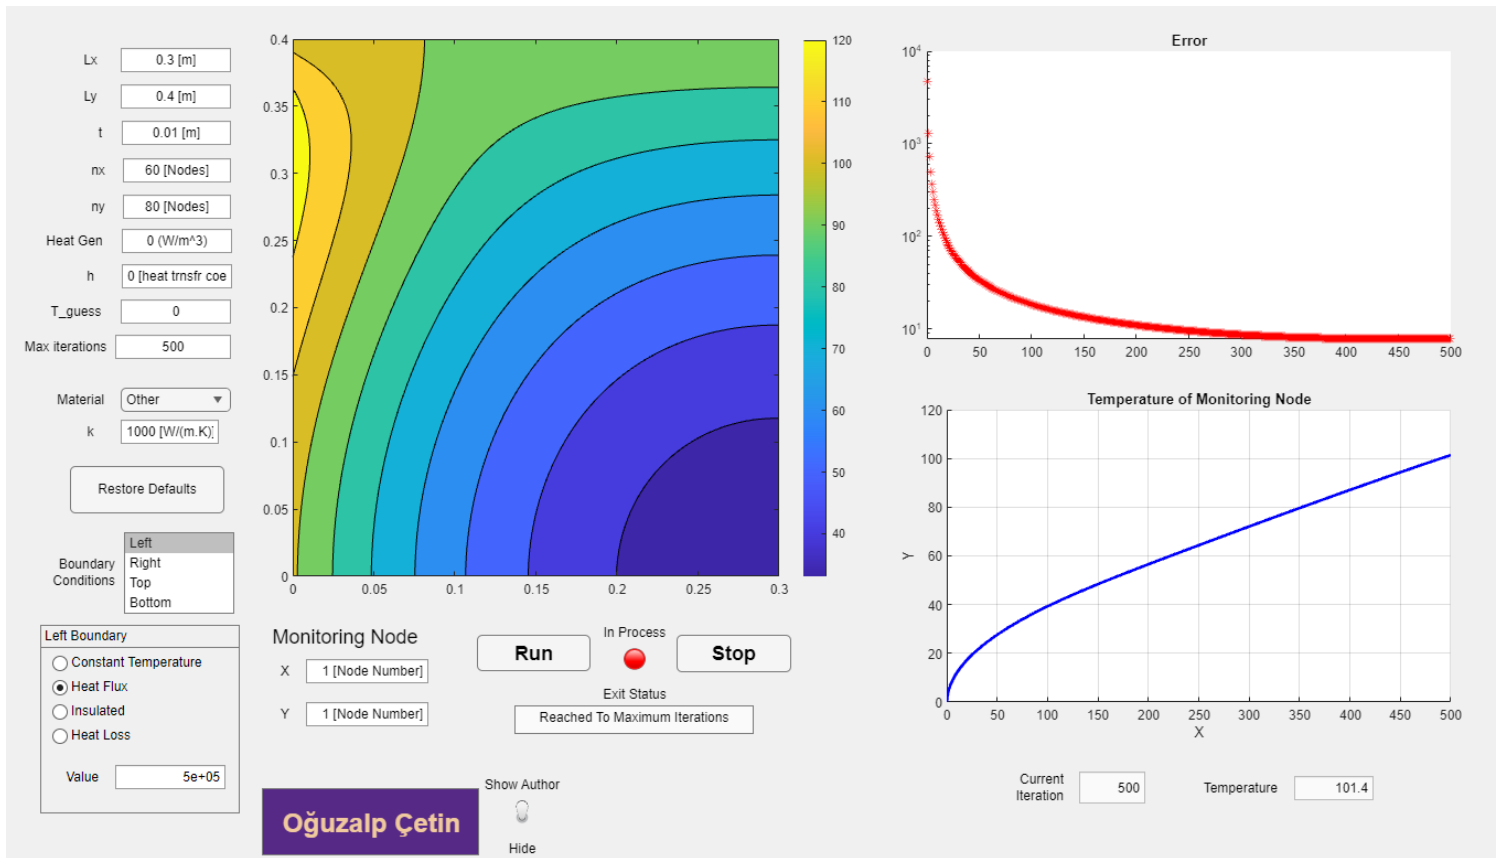 Lx 0.3 [m]
Ly 0.4 [m]
t 0.01 [m]
nx 60 [Nodes]
ny 80 [Nodes]
Heat Gen 0 (W/m^3)
h 0 [heat trnsfr coe
T_guess 0
Max iterations 500
Material Other
k 1000 [W/(m.K)]
Restore Defaults
Boundary Conditions
Left
Right
Top
Bottom
Left Boundary
Constant Temperature
Heat Flux
Insulated
Heat Loss
Value 5e+05
0.4
0.35
0.3
0.25
0.2
0.15
0.1
0.05
0
0 0.05 0.1 0.15 0.2 0.25 0.3
120
110
100
90
80
70
60
50
40
Monitoring Node
X 1 [Node Number]
Y 1 [Node Number]
Run
In Process
Stop
Exit Status
Reached To Maximum Iterations
Show Author
Hide
Oğuzalp Çetin
Error
10^4
10^3
10^2
10^1
0 50 100 150 200 250 300 350 400 450 500
Temperature of Monitoring Node
120
100
80
60
40
20
0
Y
0 50 100 150 200 250 300 350 400 450 500
X
Current Iteration 500
Temperature 101.4